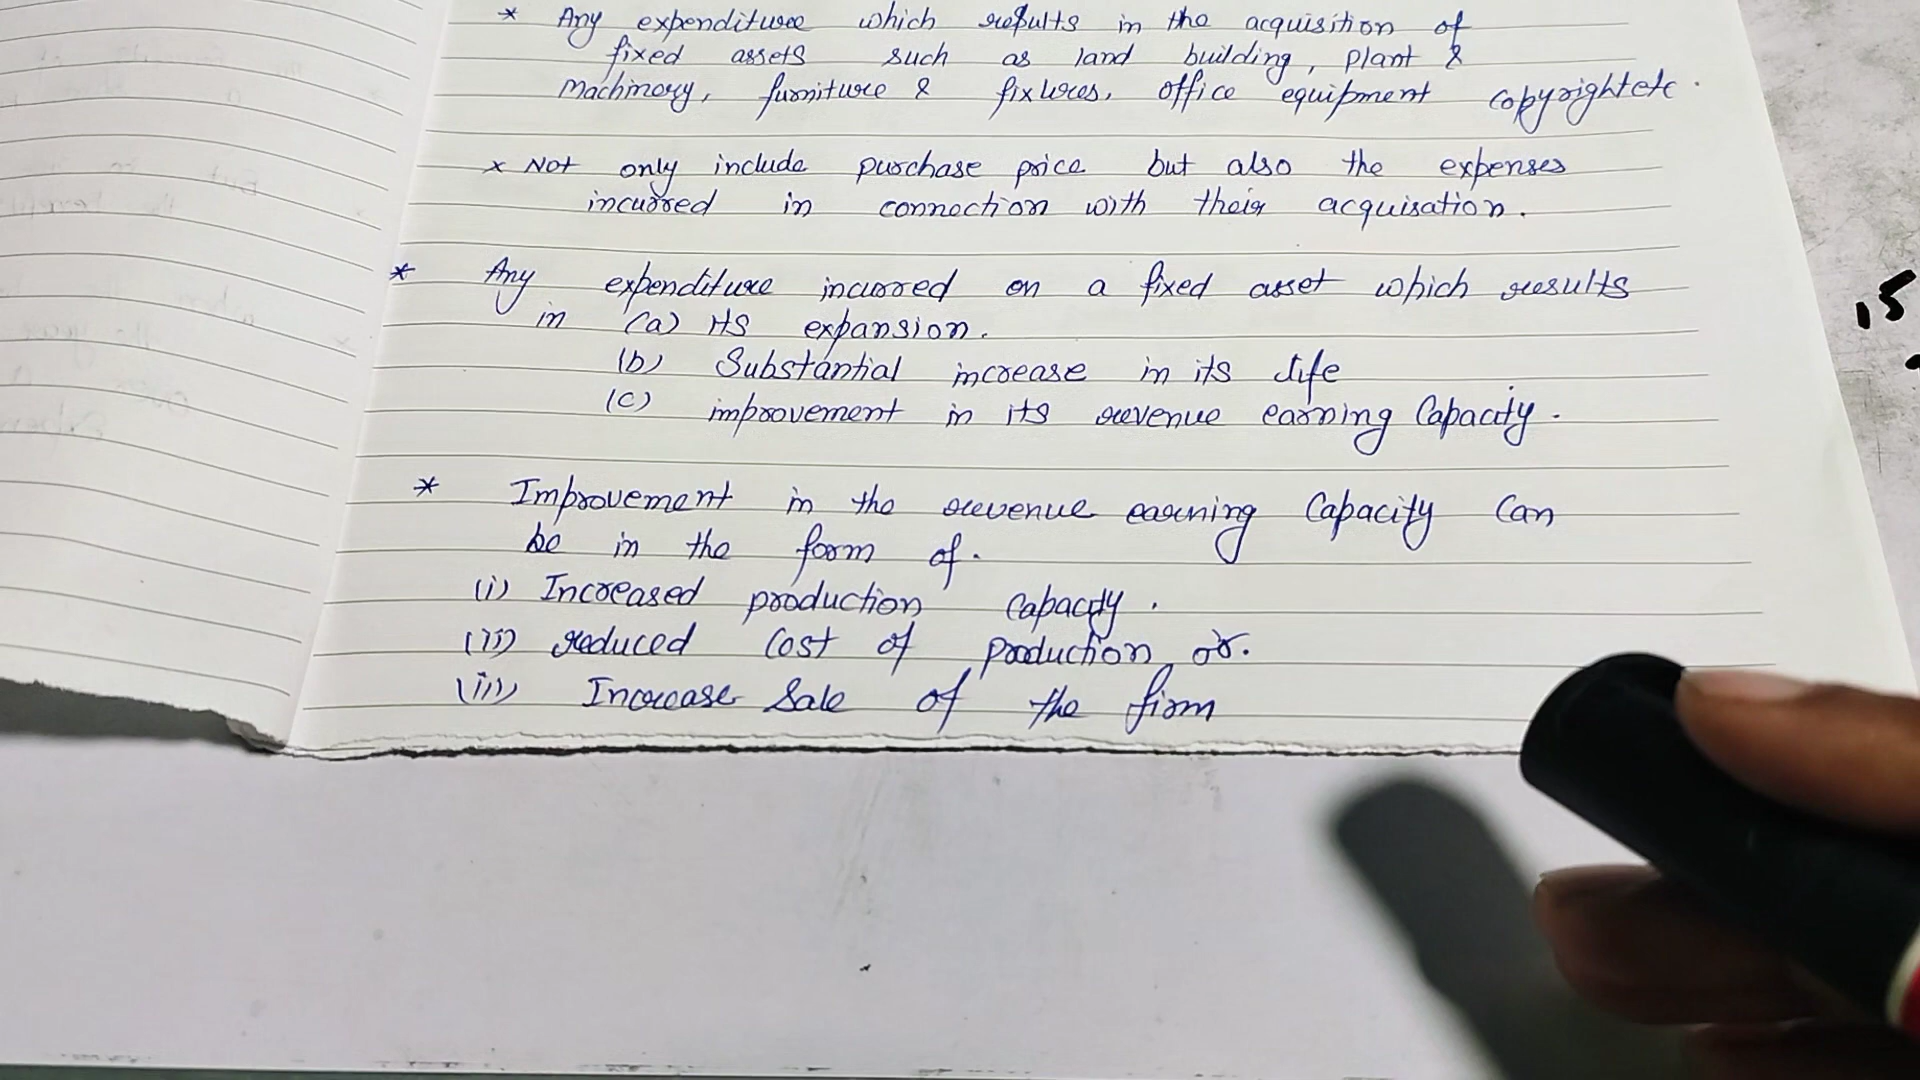 * Any expenditure which results in the acquisition of
fixed assets such as land building, plant &
Machinory, furniture & fixtures, office equipment copyright etc.
* Not only include purchase price but also the expenses
incurred in connection with their acquisation.
* Any expenditure incurred on a fixed asset which results
in (a) its expansion.
(b) Substantial increase in its life
(c) improvement in its revenue earning Capacity.
* Improvement in the revenue earning Capacity Can
be in the form of.
(i) Increased production Capacity.
(ii) reduced Cost of production or.
(iii) Increase Sale of the firm
15